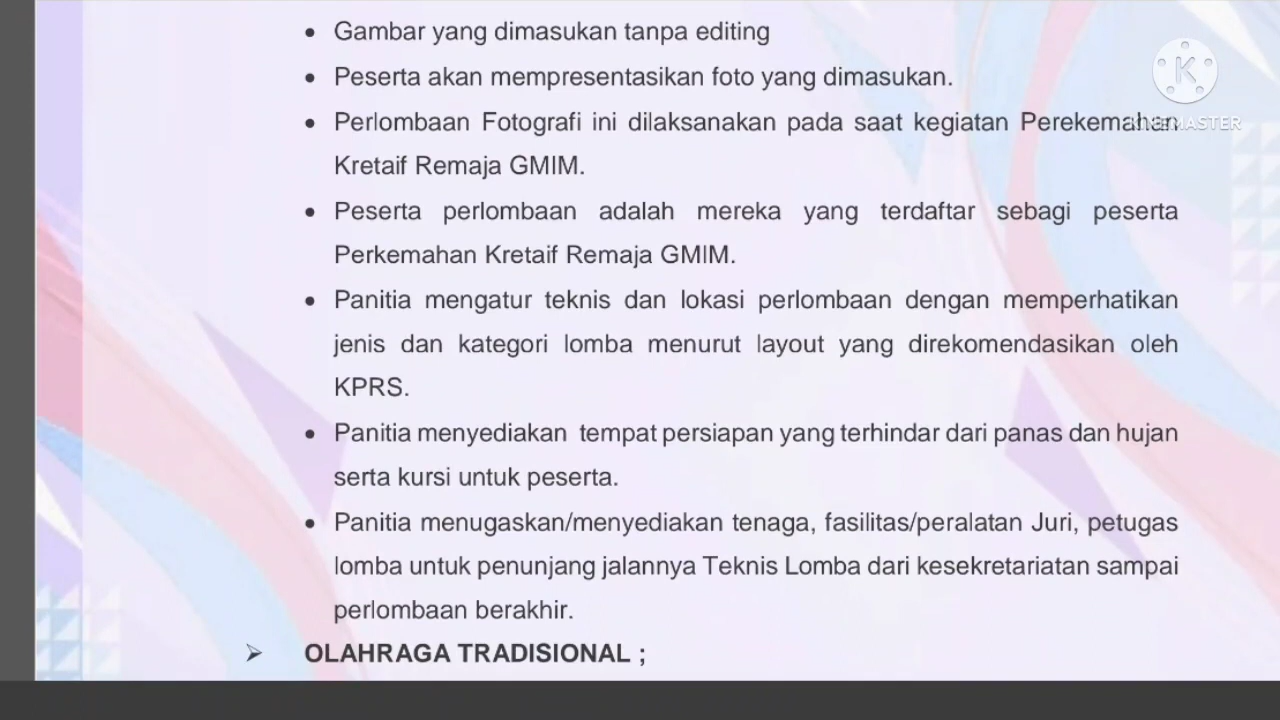 • Gambar yang dimasukan tanpa editing
• Peserta akan mempresentasikan foto yang dimasukan.
• Perlombaan Fotografi ini dilaksanakan pada saat kegiatan Perekemahan
Kretaif Remaja GMIM.
• Peserta perlombaan adalah mereka yang terdaftar sebagi peserta
Perkemahan Kretaif Remaja GMIM.
• Panitia mengatur teknis dan lokasi perlombaan dengan memperhatikan
jenis dan kategori lomba menurut layout yang direkomendasikan oleh
KPRS.
• Panitia menyediakan tempat persiapan yang terhindar dari panas dan hujan
serta kursi untuk peserta.
• Panitia menugaskan/menyediakan tenaga, fasilitas/peralatan Juri, petugas
lomba untuk penunjang jalannya Teknis Lomba dari kesekretariatan sampai
perlombaan berakhir.
➢ OLAHRAGA TRADISIONAL ;
K
KINEMASTER